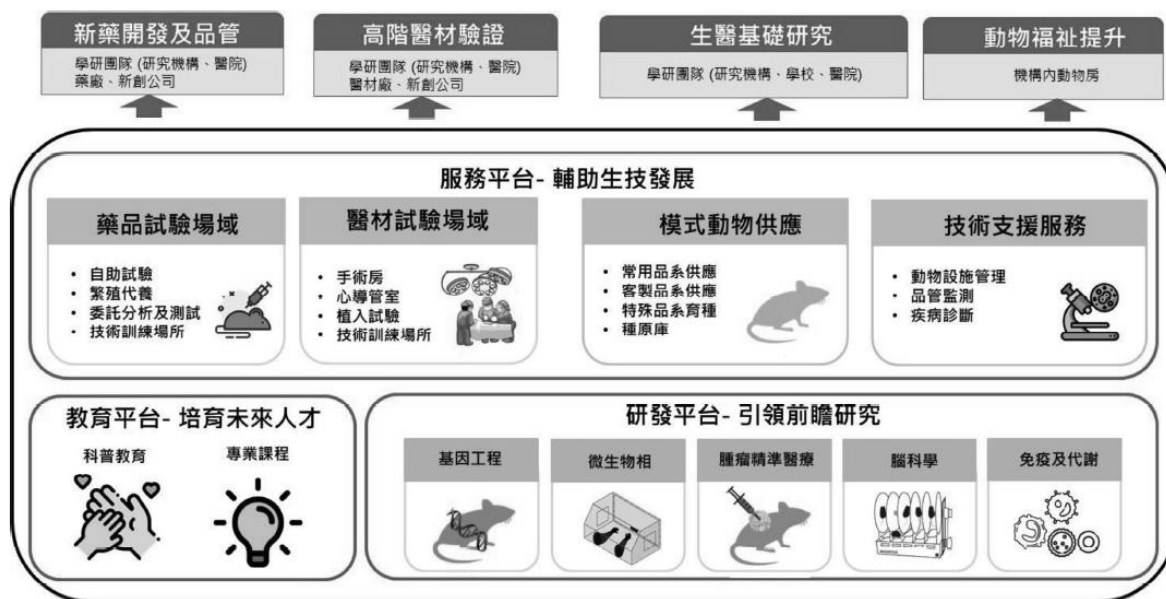 新藥開發及品管
學研團隊 (研究機構、醫院)
藥廠、新創公司
高階醫材驗證
學研團隊 (研究機構、醫院)
醫材廠、新創公司
生醫基礎研究
學研團隊 (研究機構、學校、醫院)
動物福祉提升
機構內動物房
服務平台- 輔助生技發展
藥品試驗場域
• 自助試驗
• 繁殖代養
• 委託分析及測試
• 技術訓練場所
醫材試驗場域
• 手術房
• 心導管室
• 植入試驗
• 技術訓練場所
模式動物供應
• 常用品系供應
• 客製品系供應
• 特殊品系育種
• 種原庫
技術支援服務
• 動物設施管理
• 品管監測
• 疾病診斷
教育平台- 培育未來人才
科普教育
專業課程
研發平台- 引領前瞻研究
基因工程
微生物相
腫瘤精準醫療
腦科學
免疫及代謝